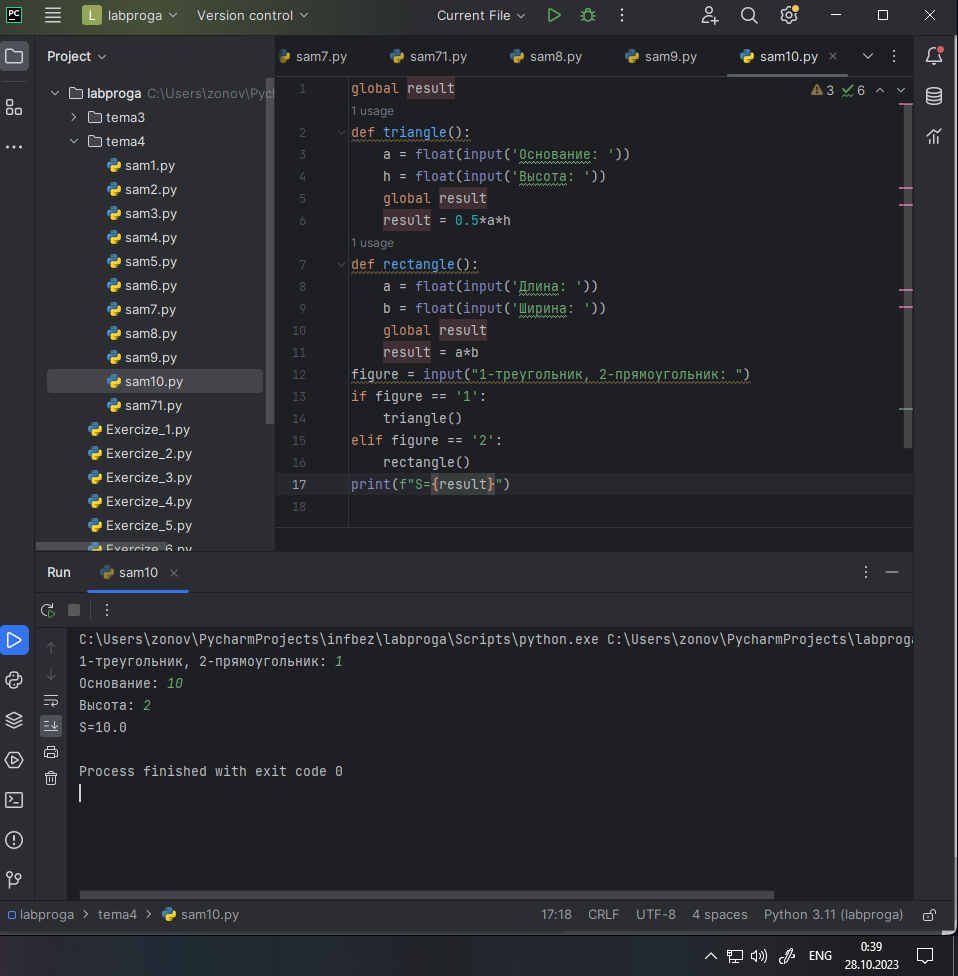 PC L labproga Version control Current File
Project
sam7.py sam71.py sam8.py sam9.py sam10.py
labproga C:\Users\zonov\Pyc
tema3
tema4
sam1.py
sam2.py
sam3.py
sam4.py
sam5.py
sam6.py
sam7.py
sam8.py
sam9.py
sam10.py
sam71.py
Exercize_1.py
Exercize_2.py
Exercize_3.py
Exercize_4.py
Exercize_5.py
Exercize_6.py
3 6
1 global result
1 usage
2 def triangle():
3 a = float(input('Основание: '))
4 h = float(input('Высота: '))
5 global result
6 result = 0.5*a*h
1 usage
7 def rectangle():
8 a = float(input('Длина: '))
9 b = float(input('Ширина: '))
10 global result
11 result = a*b
12 figure = input("1-треугольник, 2-прямоугольник: ")
13 if figure == '1':
14 triangle()
15 elif figure == '2':
16 rectangle()
17 print(f"S={result}")
18
Run sam10
C:\Users\zonov\PycharmProjects\infbez\labproga\Scripts\python.exe C:\Users\zonov\PycharmProjects\labproga
1-треугольник, 2-прямоугольник: 1
Основание: 10
Высота: 2
S=10.0
Process finished with exit code 0
labproga > tema4 > sam10.py 17:18 CRLF UTF-8 4 spaces Python 3.11 (labproga)
ENG 0:39
28.10.2023